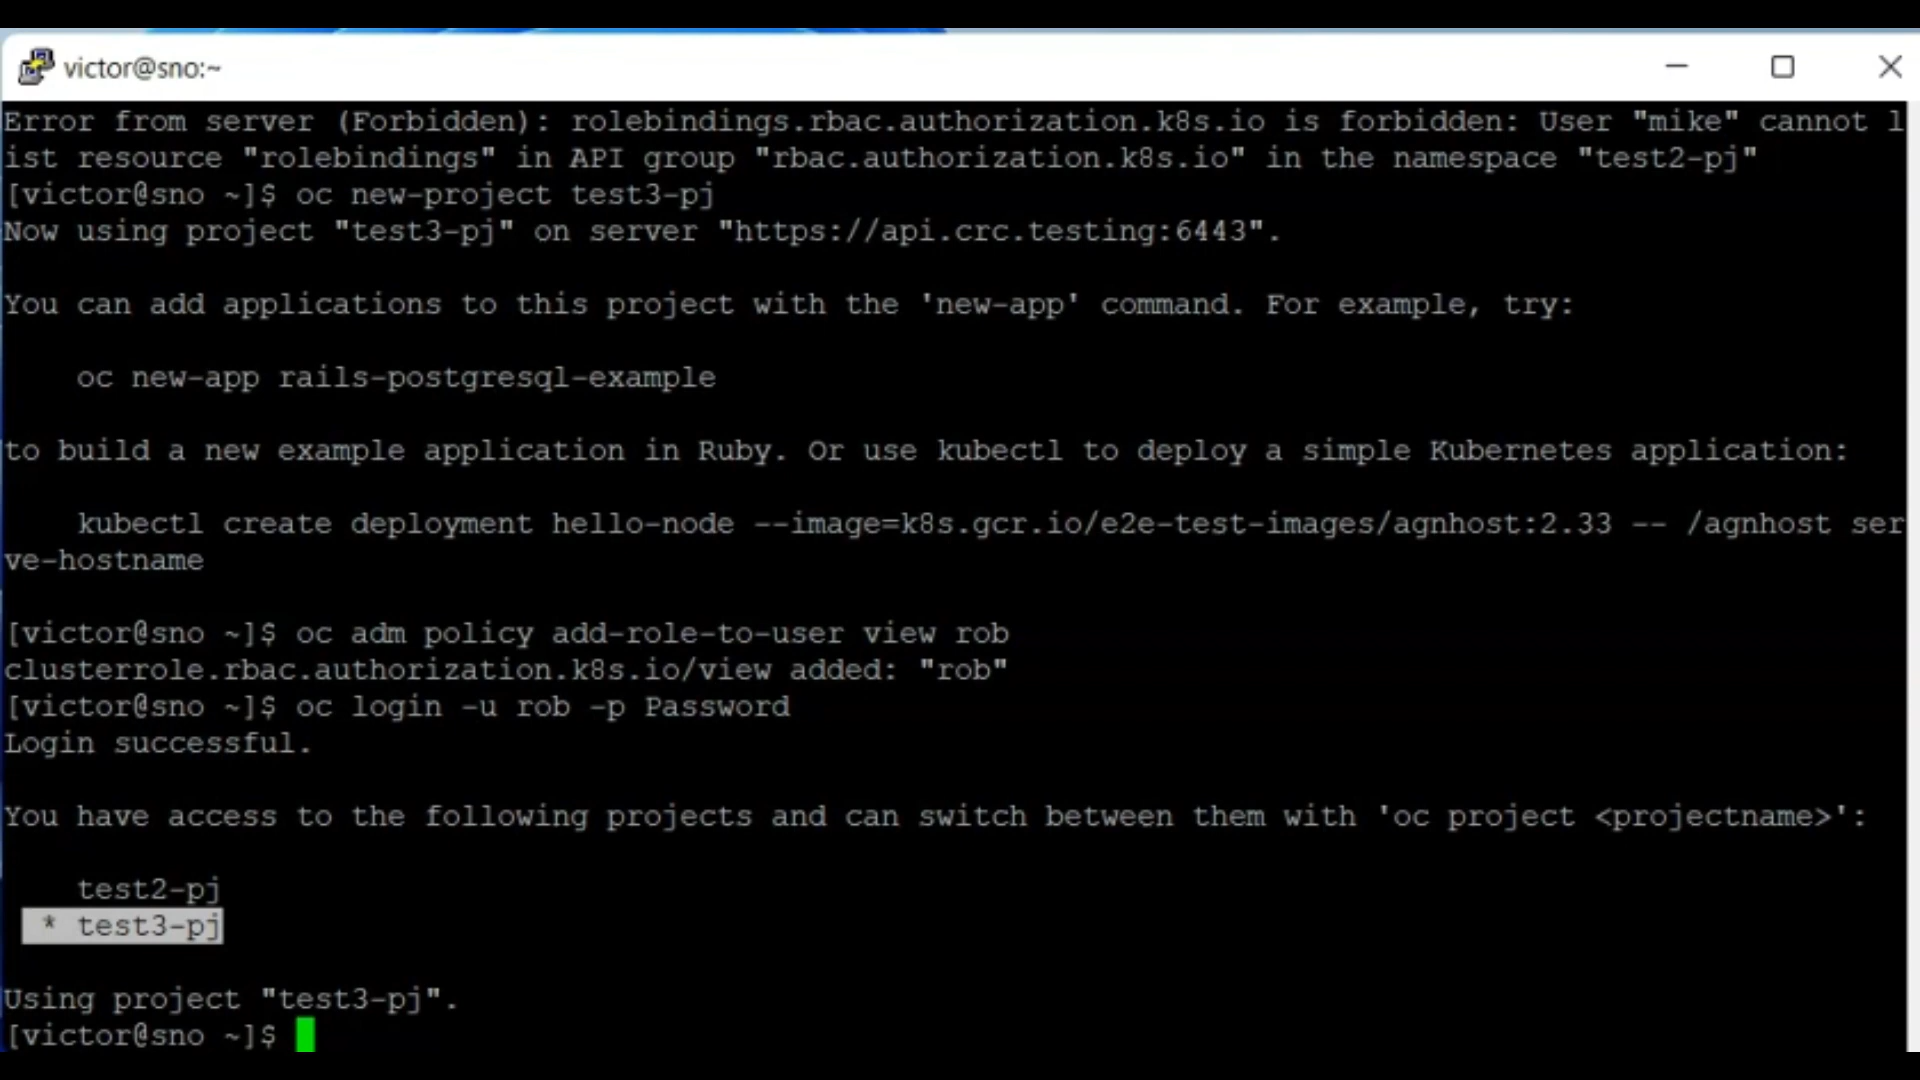 victor@sno:~
Error from server (Forbidden): rolebindings.rbac.authorization.k8s.io is forbidden: User "mike" cannot l
ist resource "rolebindings" in API group "rbac.authorization.k8s.io" in the namespace "test2-pj"
[victor@sno ~]$ oc new-project test3-pj
Now using project "test3-pj" on server "https://api.crc.testing:6443".
You can add applications to this project with the 'new-app' command. For example, try:
oc new-app rails-postgresql-example
to build a new example application in Ruby. Or use kubectl to deploy a simple Kubernetes application:
kubectl create deployment hello-node --image=k8s.gcr.io/e2e-test-images/agnhost:2.33 -- /agnhost ser
ve-hostname
[victor@sno ~]$ oc adm policy add-role-to-user view rob
clusterrole.rbac.authorization.k8s.io/view added: "rob"
[victor@sno ~]$ oc login -u rob -p Password
Login successful.
You have access to the following projects and can switch between them with 'oc project <projectname>':
test2-pj
* test3-pj
Using project "test3-pj".
[victor@sno ~]$